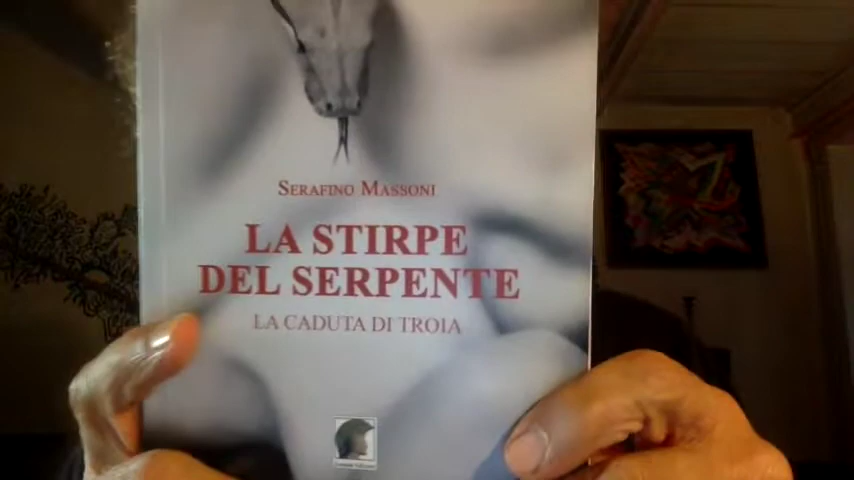 SERAFINO MASSONI
LA STIRPE
DEL SERPENTE
LA CADUTA DI TROIA